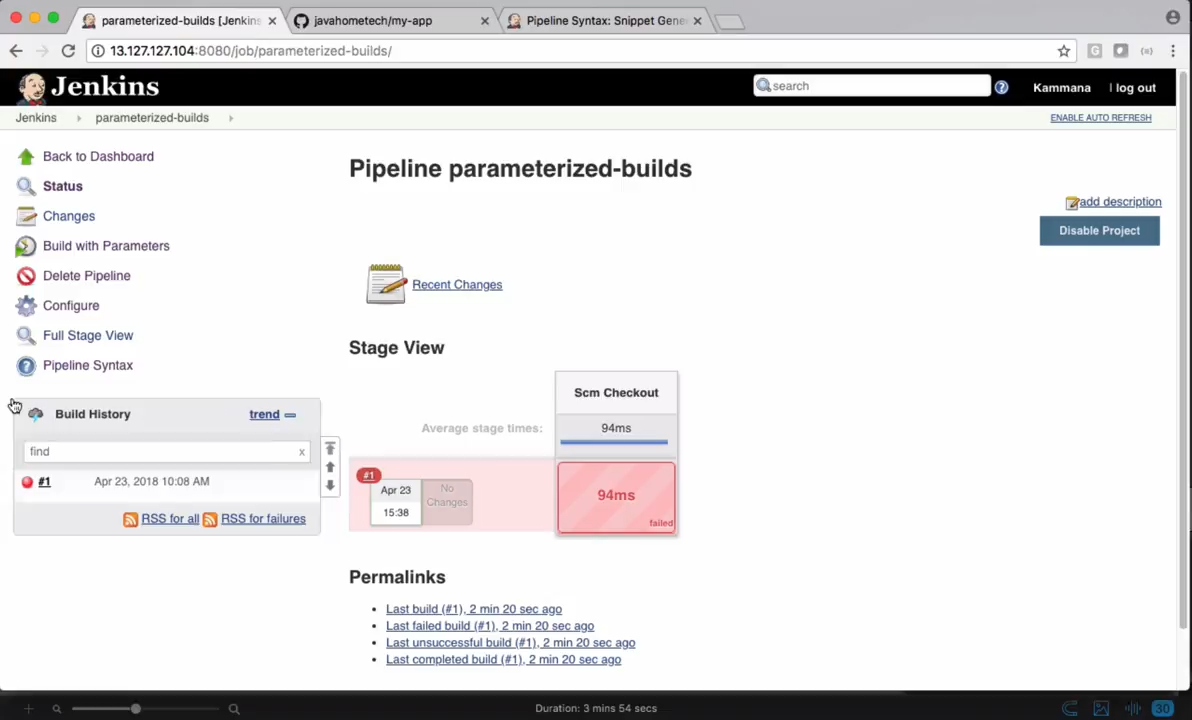 parameterized-builds [Jenkins
javahometech/my-app
Pipeline Syntax: Snippet Gene
13.127.127.104:8080/job/parameterized-builds/
Jenkins
search
Kammana
log out
Jenkins
parameterized-builds
ENABLE AUTO REFRESH
Back to Dashboard
Status
Changes
Build with Parameters
Delete Pipeline
Configure
Full Stage View
Pipeline Syntax
Build History
trend
find
x
#1
Apr 23, 2018 10:08 AM
RSS for all
RSS for failures
Pipeline parameterized-builds
add description
Disable Project
Recent Changes
Stage View
Scm Checkout
Average stage times:
94ms
#1
Apr 23
15:38
No
Changes
94ms
failed
Permalinks
Last build (#1), 2 min 20 sec ago
Last failed build (#1), 2 min 20 sec ago
Last unsuccessful build (#1), 2 min 20 sec ago
Last completed build (#1), 2 min 20 sec ago
Duration: 3 mins 54 secs
30